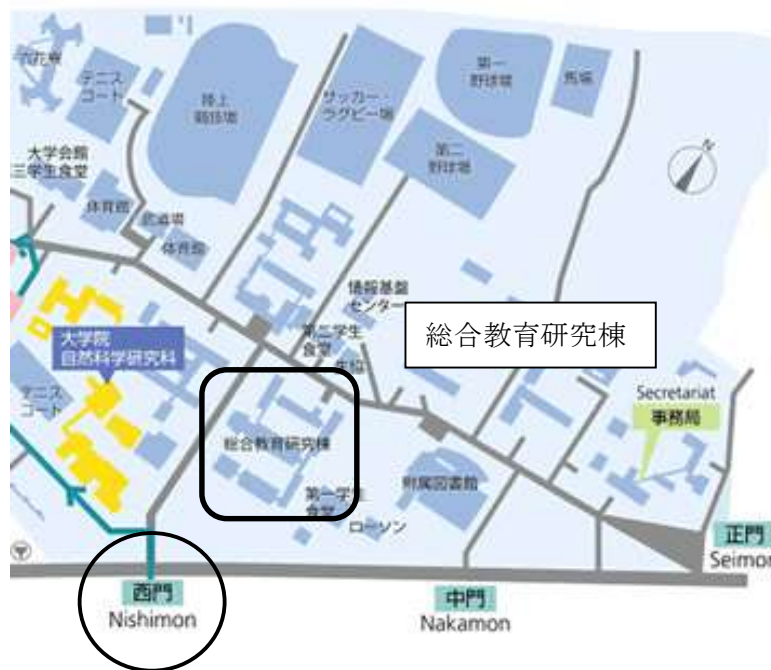 六花寮
テニス
コート
陸上
競技場
サッカー・
ラグビー場
第一
野球場
馬場
第二
野球場
N
大学会館
三学生食堂
体育館
武道場
体育館
情報基盤
センター
第二学生
食堂
生協
総合教育研究棟
大学院
自然科学研究科
テニス
コート
Secretariat
事務局
総合教育研究棟
附属図書館
第一学生
食堂
ローソン
正門
Seimon
西門
Nishimon
中門
Nakamon